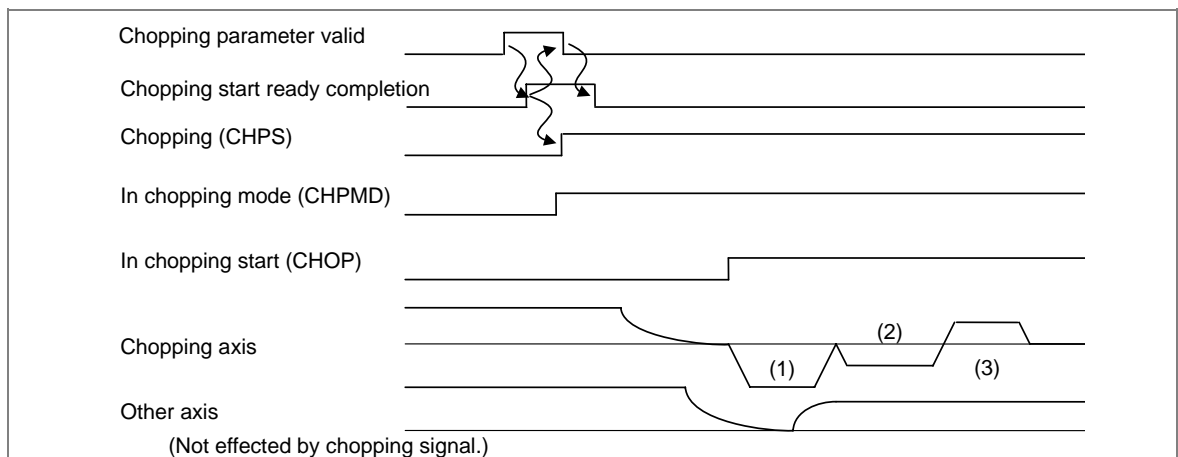 Chopping parameter valid
Chopping start ready completion
Chopping (CHPS)
In chopping mode (CHPMD)
In chopping start (CHOP)
(2)
Chopping axis
(1)
(3)
Other axis
(Not effected by chopping signal.)